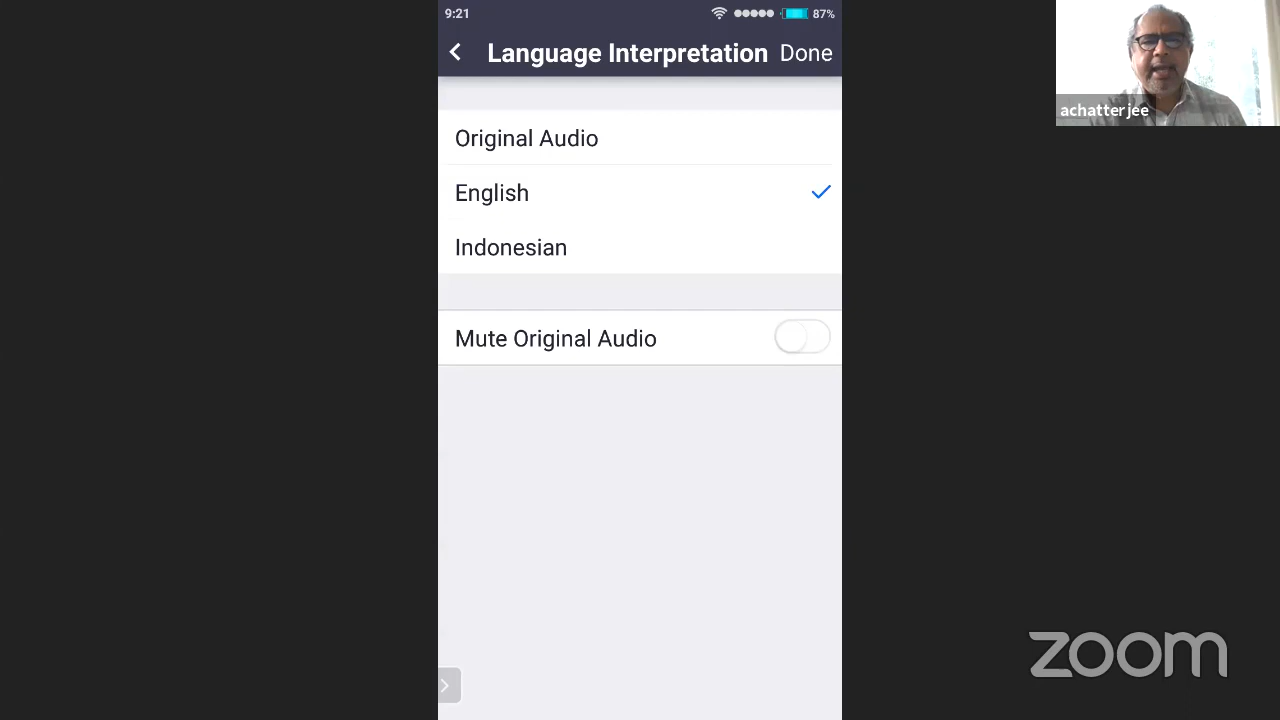 9:21
87%
Language Interpretation Done
achatterjee
Original Audio
English
Indonesian
Mute Original Audio
zoom